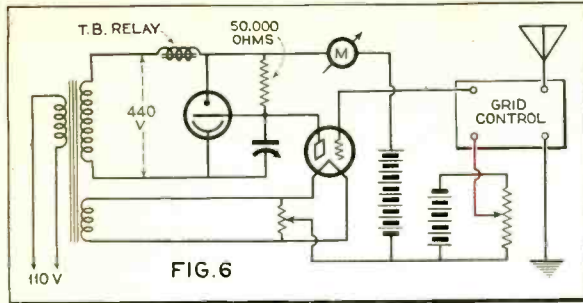 T.B. RELAY
50.000
OHMS
M
440
V
GRID
CONTROL
110 V
FIG.6